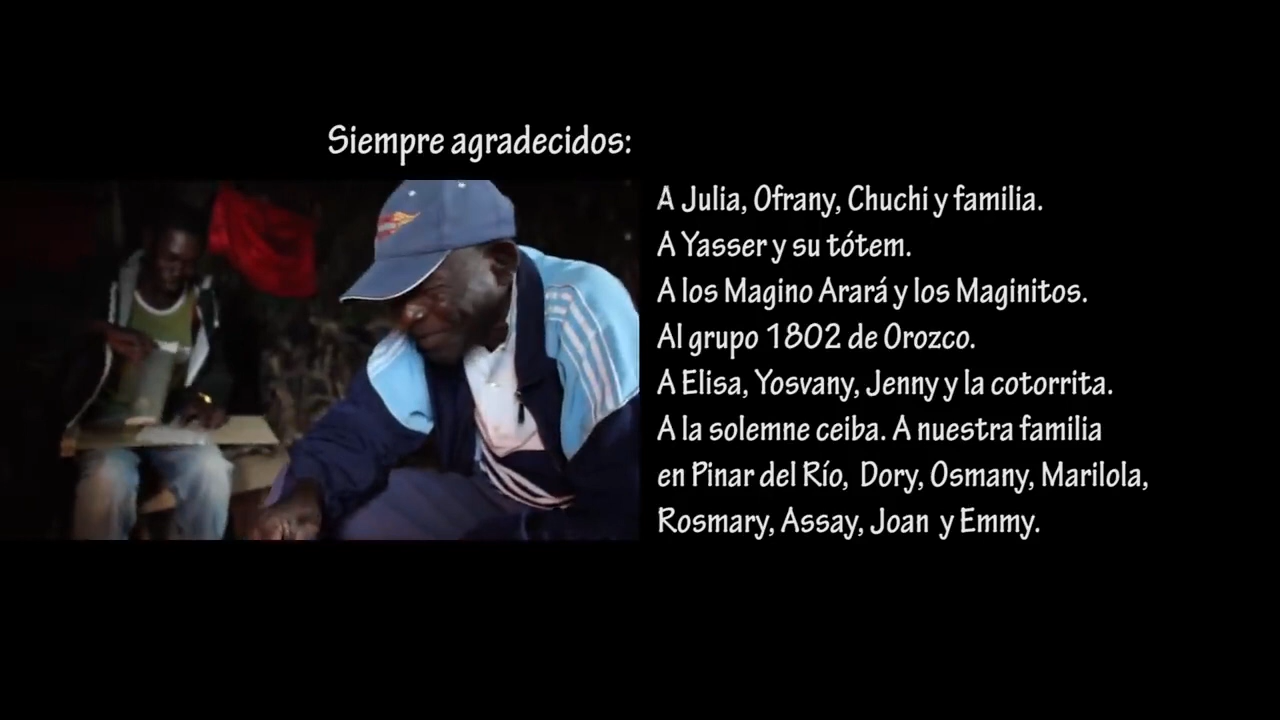 Siempre agradecidos:
A Julia, Ofrany, Chuchi y familia.
A Yasser y su tótem.
A los Magino Arará y los Maginitos.
Al grupo 1802 de Orozco.
A Elisa, Yosvany, Jenny y la cotorrita.
A la solemne ceiba. A nuestra familia
en Pinar del Río, Dory, Osmany, Marilola,
Rosmary, Assay, Joan y Emmy.